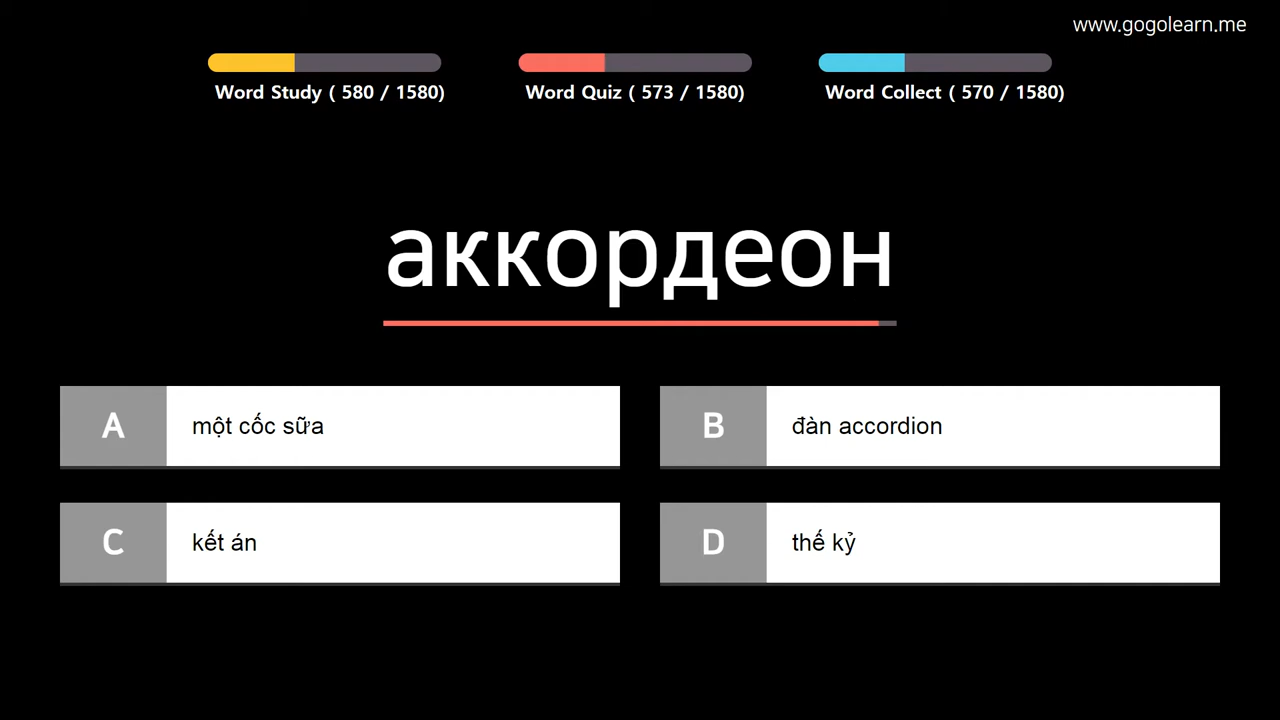 www.gogolearn.me
Word Study ( 580 / 1580)
Word Quiz ( 573 / 1580)
Word Collect ( 570 / 1580)
аккордеон
A một cốc sữa
B đàn accordion
C kết án
D thế kỷ